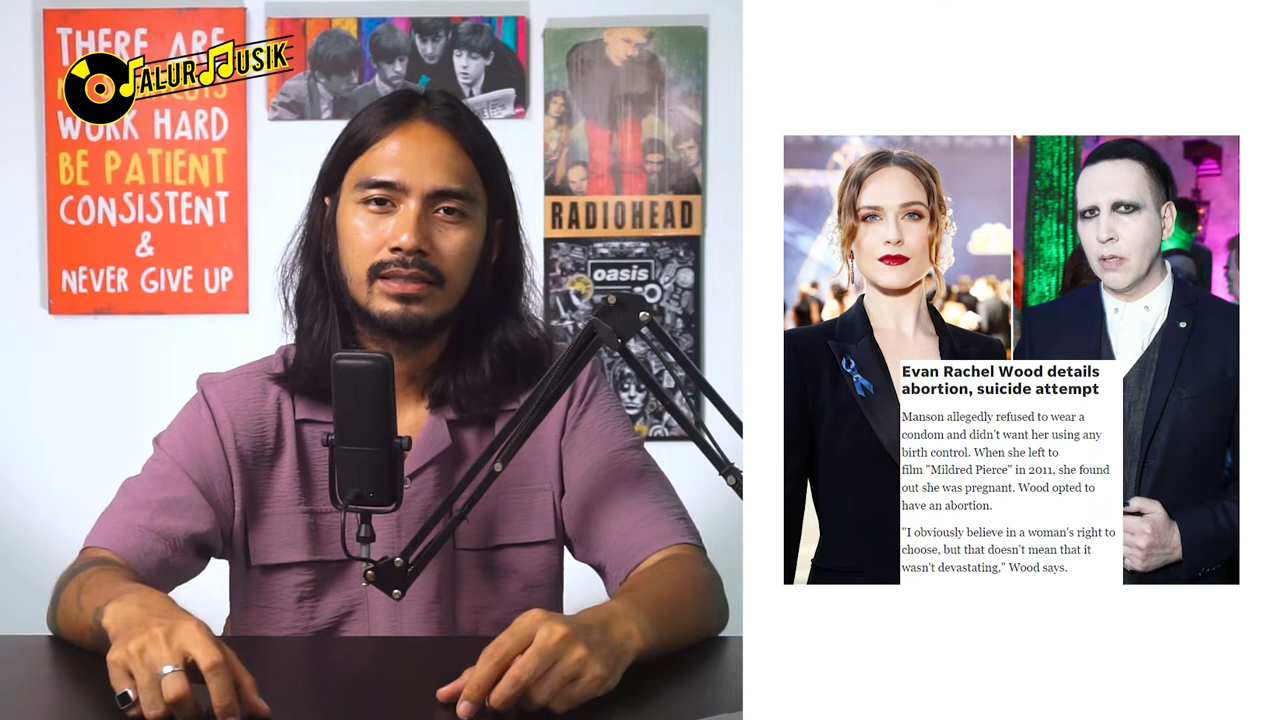 THERE ARE
WORK HARD
BE PATIENT
CONSISTENT
&
NEVER GIVE UP
ALUR MUSIK
RADIOHEAD
oasis
Evan Rachel Wood details
abortion, suicide attempt
Manson allegedly refused to wear a
condom and didn't want her using any
birth control. When she left to
film "Mildred Pierce" in 2011, she found
out she was pregnant. Wood opted to
have an abortion.
"I obviously believe in a woman's right to
choose, but that doesn't mean that it
wasn't devastating," Wood says.